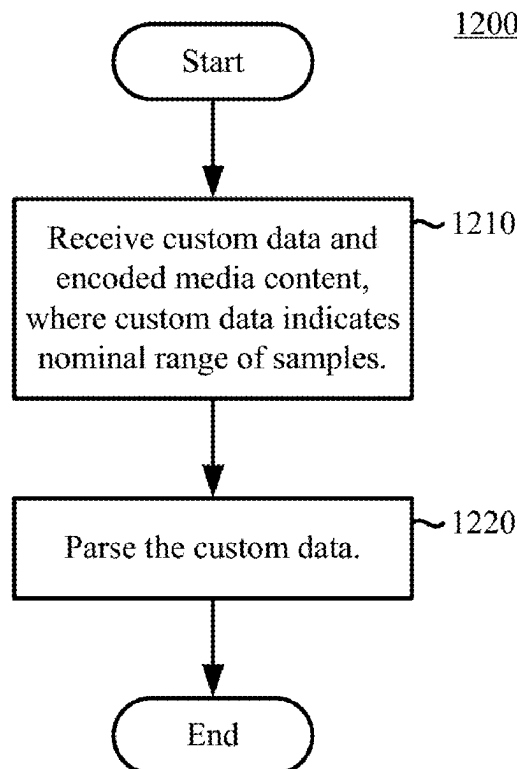 1200
Start
Receive custom data and
encoded media content,
where custom data indicates
nominal range of samples.
1210
Parse the custom data.
1220
End